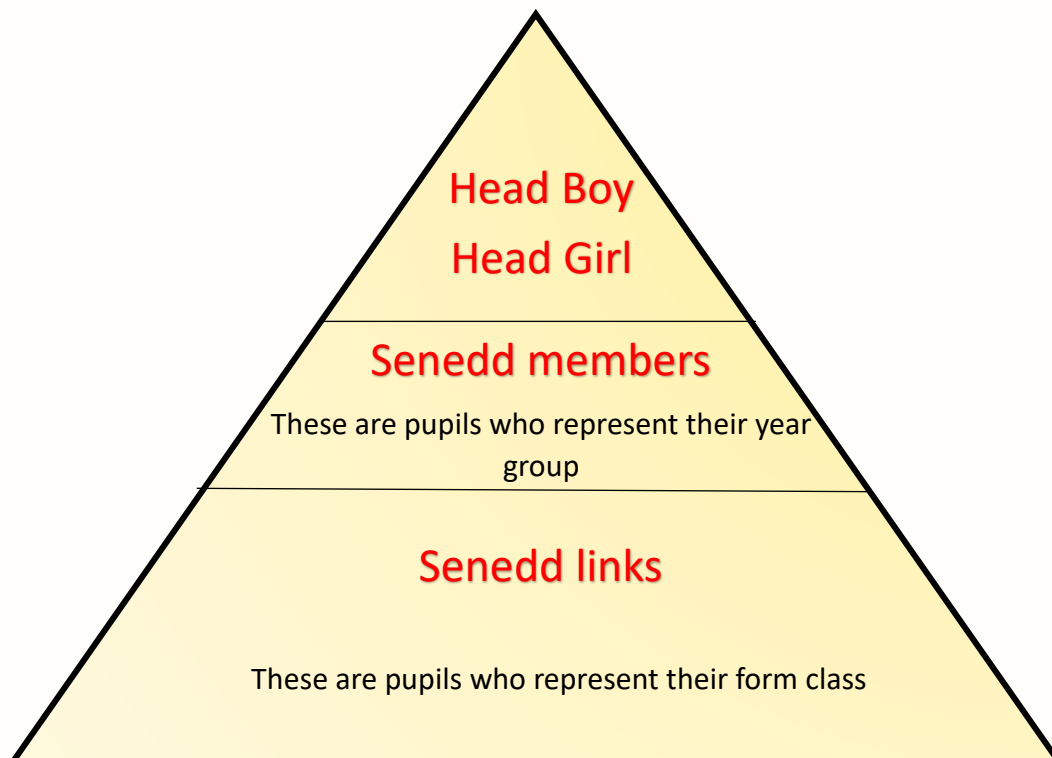 Head Boy
Head Girl
Senedd members
These are pupils who represent their year
group
Senedd links
These are pupils who represent their form class